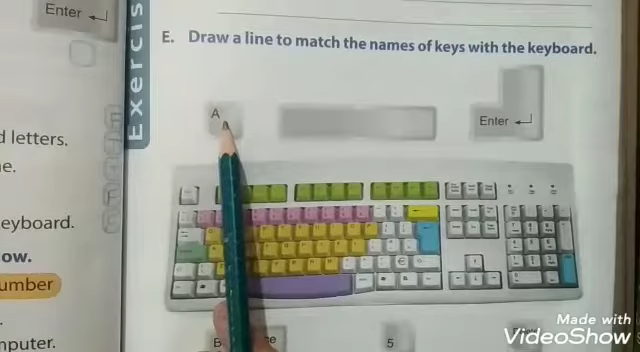 Enter
Exercis
E. Draw a line to match the names of keys with the keyboard.
A
Enter
d letters.
e.
eyboard.
ow.
umber
mputer.
5
Made with
VideoShow